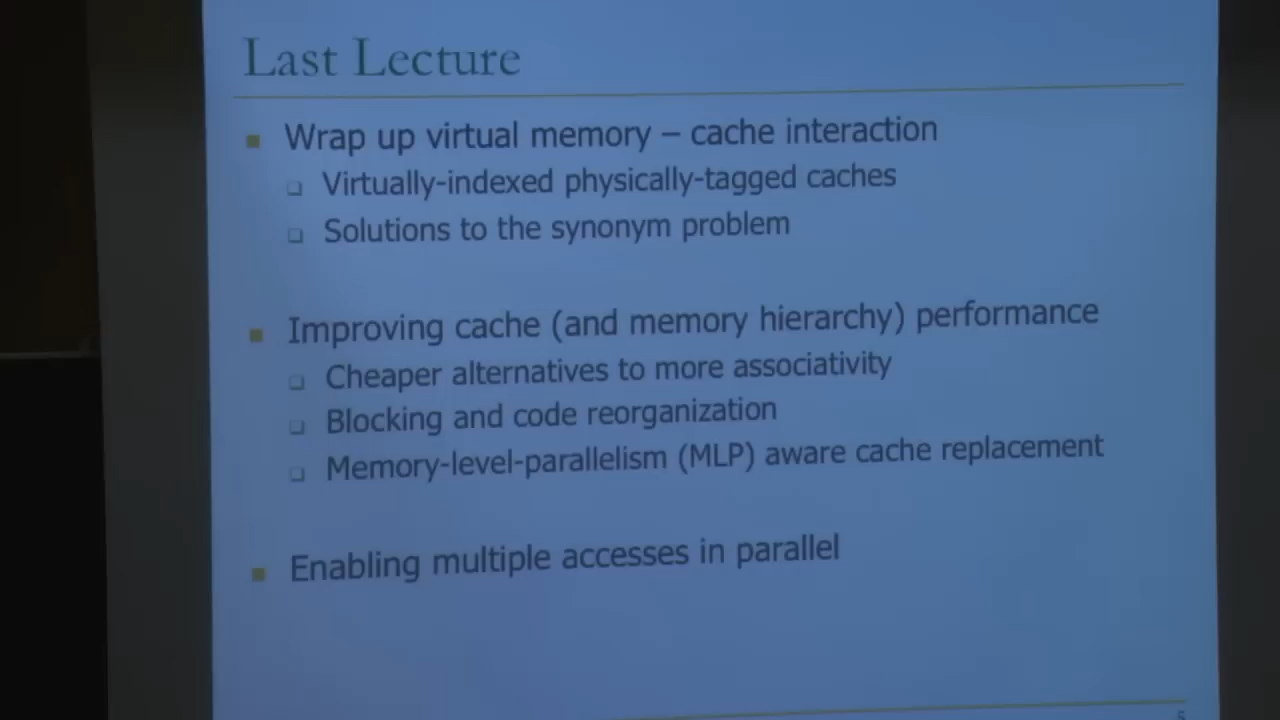 Last Lecture
Wrap up virtual memory – cache interaction
Virtually-indexed physically-tagged caches
Solutions to the synonym problem
Improving cache (and memory hierarchy) performance
Cheaper alternatives to more associativity
Blocking and code reorganization
Memory-level-parallelism (MLP) aware cache replacement
Enabling multiple accesses in parallel
5